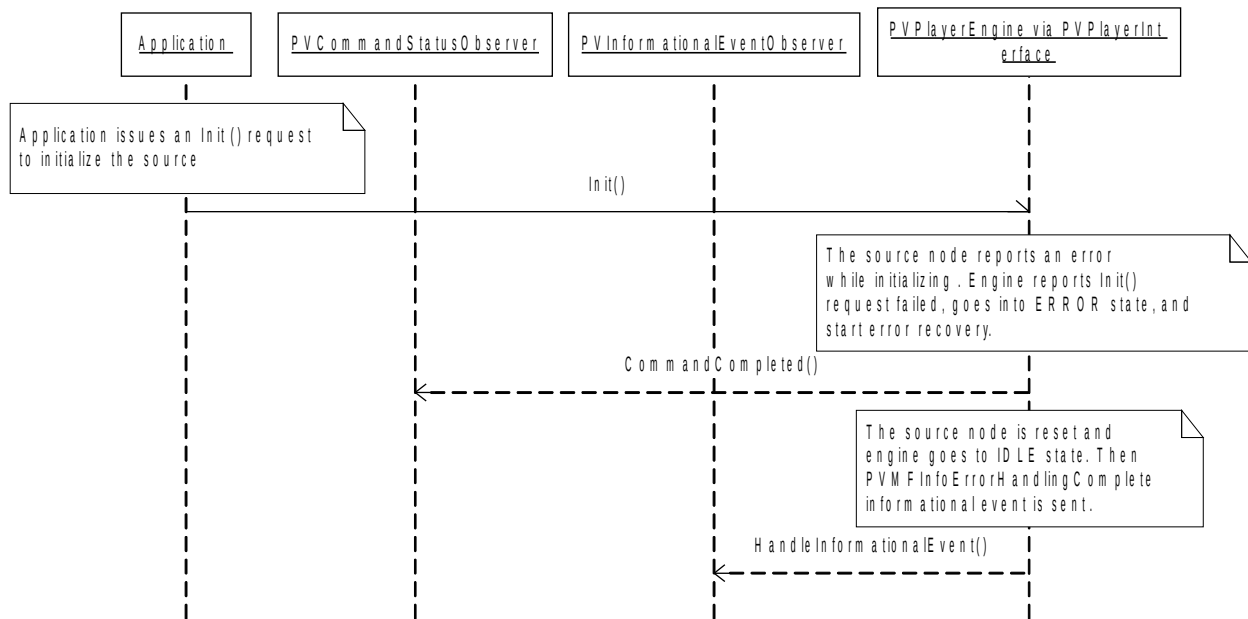 Application
PVCommandStatusObserver
PVInformationalEventObserver
PVPlayerEngine via PVPlayerInt
erface
Application issues an Init() request
to initialize the source
Init()
The source node reports an error
while initializing . Engine reports Init()
request failed, goes into ERROR state, and
start error recovery.
CommandCompleted()
The source node is reset and
engine goes to IDLE state. Then
PVMFInfoErrorHandlingComplete
informational event is sent.
HandleInformationalEvent()